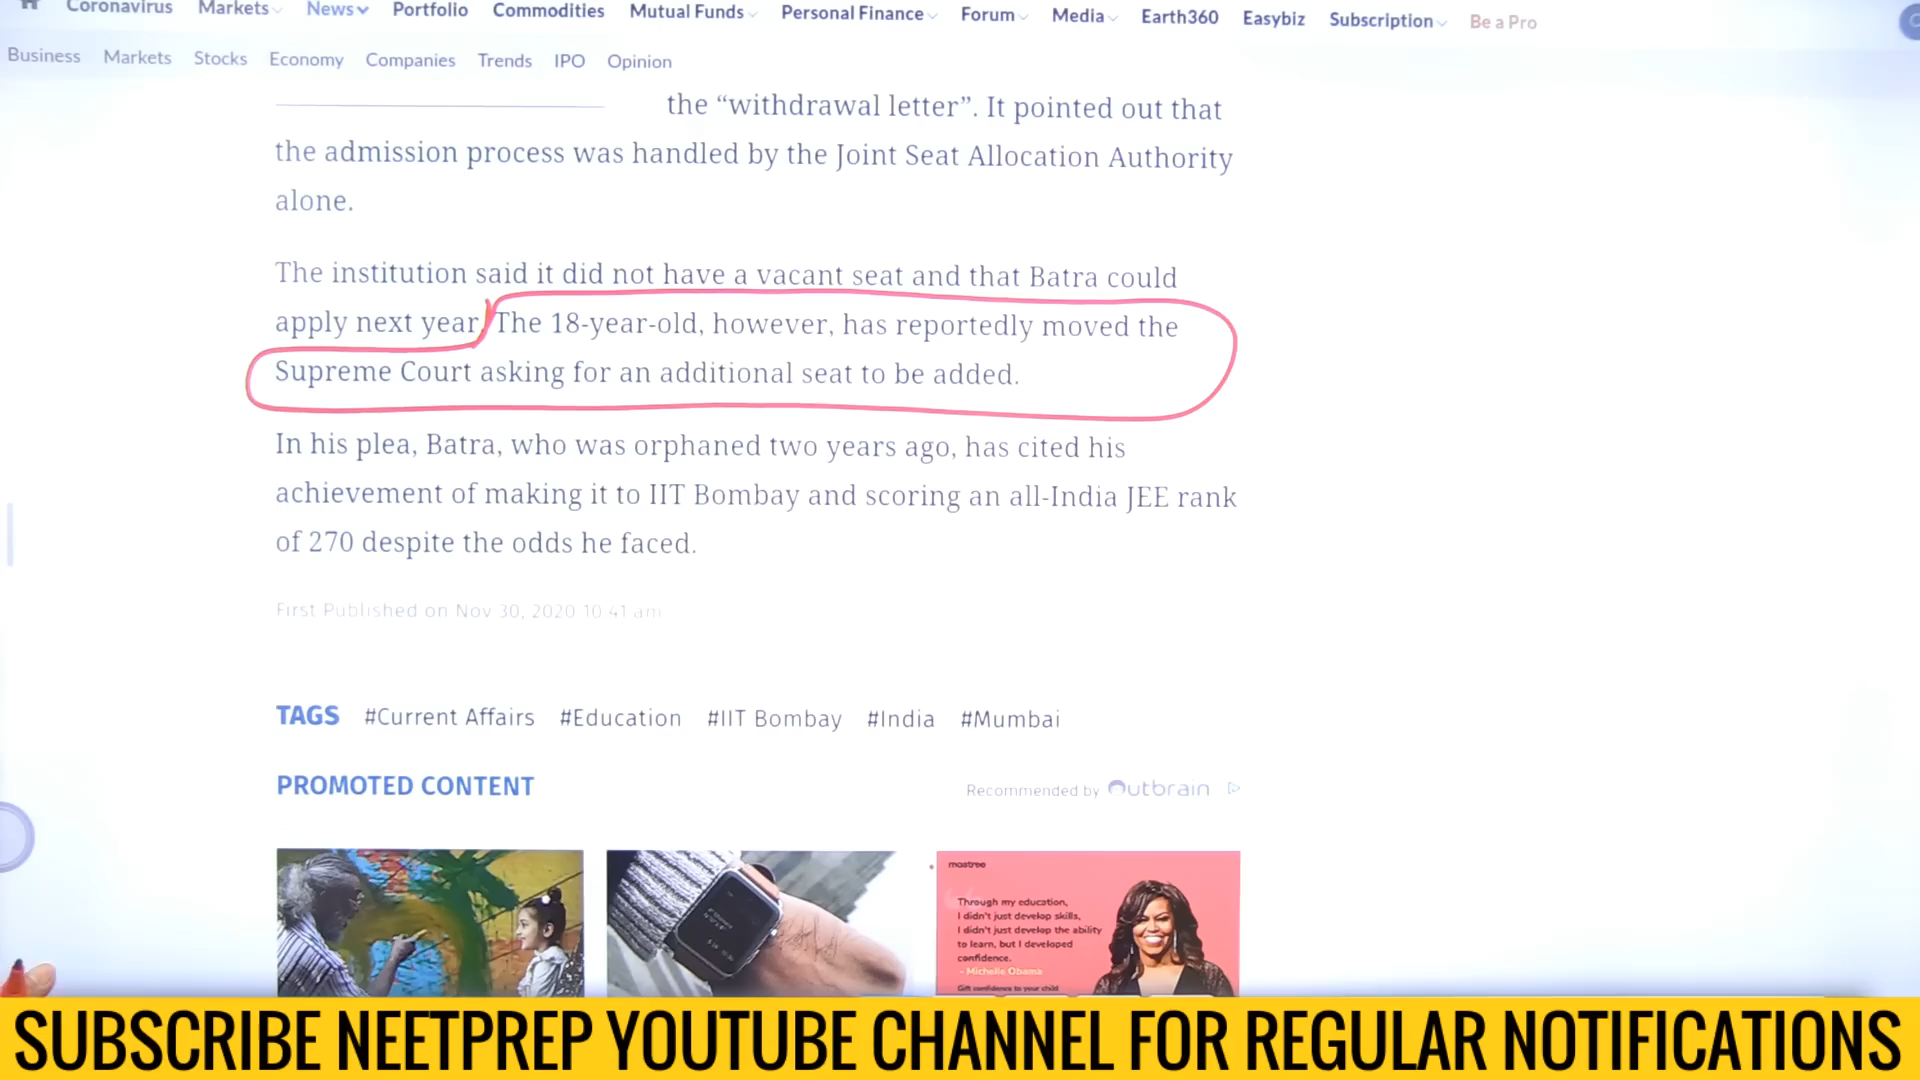 Coronavirus Markets News Portfolio Commodities Mutual Funds Personal Finance Forum Media Earth360 Easybiz Subscription Be a Pro
Business Markets Stocks Economy Companies Trends IPO Opinion
the “withdrawal letter”. It pointed out that
the admission process was handled by the Joint Seat Allocation Authority
alone.
The institution said it did not have a vacant seat and that Batra could
apply next year. The 18-year-old, however, has reportedly moved the
Supreme Court asking for an additional seat to be added.
In his plea, Batra, who was orphaned two years ago, has cited his
achievement of making it to IIT Bombay and scoring an all-India JEE rank
of 270 despite the odds he faced.
First Published on Nov 30, 2020 10:41 am
TAGS #Current Affairs #Education #IIT Bombay #India #Mumbai
PROMOTED CONTENT
Recommended by Outbrain
mastree
Through my education,
I didn't just develop skills,
I didn't just develop the ability
to learn, but I developed
confidence.
- Michelle Obama
Gift confidence to your child
SUBSCRIBE NEETPREP YOUTUBE CHANNEL FOR REGULAR NOTIFICATIONS